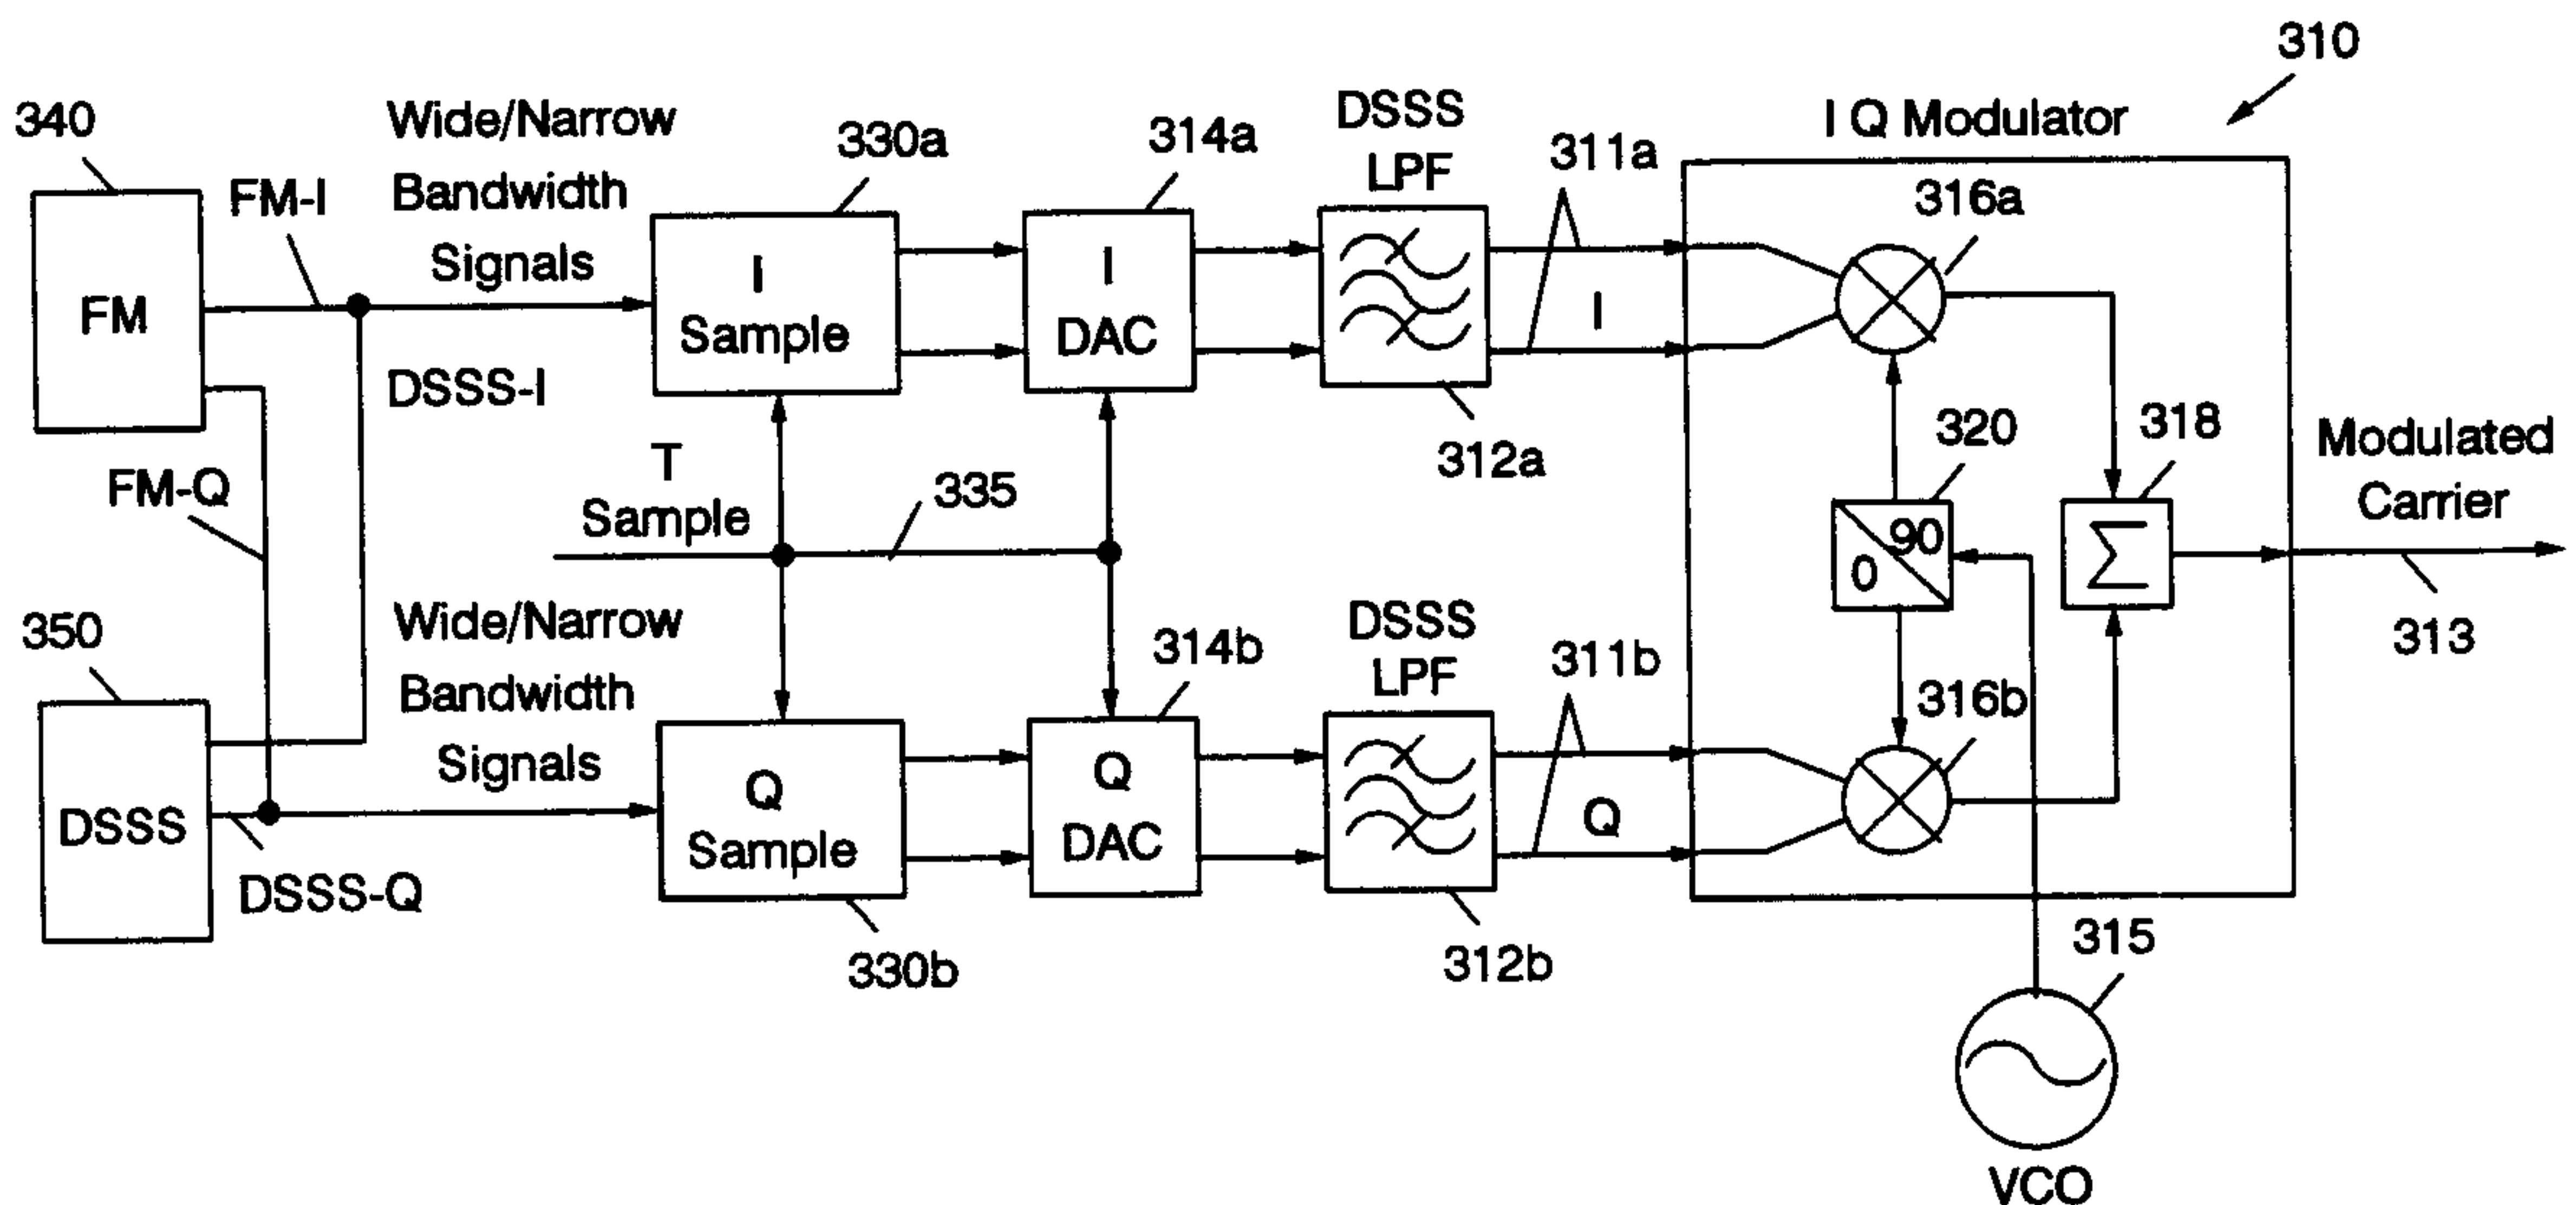 310
340
Wide/Narrow
Bandwidth
Signals
FM-I
330a
314a
DSSS
LPF
311a
I Q Modulator
316a
FM
I
Sample
I
DAC
I
DSSS-I
312a
320
318
Modulated
Carrier
FM-Q
T
Sample
335
90
0
Σ
313
350
Wide/Narrow
Bandwidth
Signals
314b
DSSS
LPF
311b
316b
DSSS
Q
Sample
Q
DAC
Q
DSSS-Q
330b
312b
315
VCO